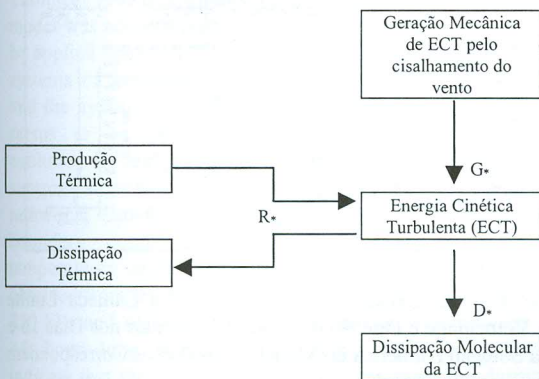 Geração Mecânica
de ECT pelo
cisalhamento do
vento
G*
Produção
Térmica
R*
Energia Cinética
Turbulenta (ECT)
Dissipação
Térmica
D*
Dissipação Molecular
da ECT